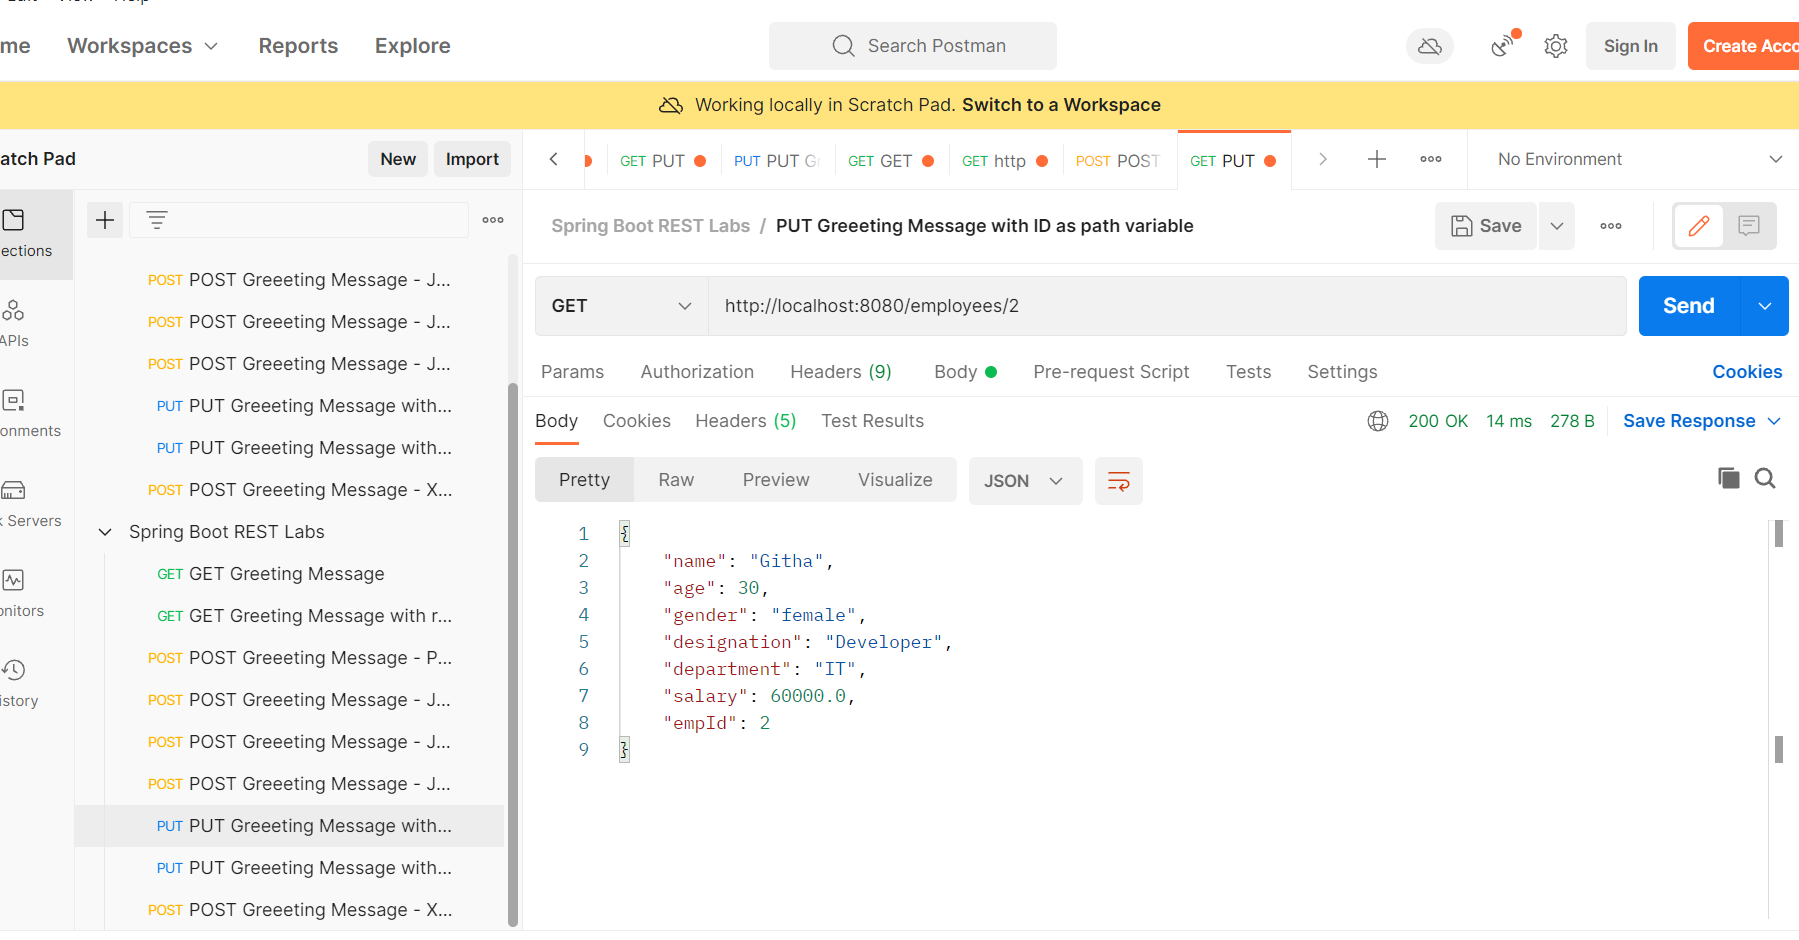 Workspaces
Reports
Explore
Search Postman
Sign In
Create Acco
Working locally in Scratch Pad. Switch to a Workspace
atch Pad
New
Import
GET PUT
PUT PUT G
GET GET
GET http
POST POST
GET PUT
No Environment
ections
APIs
onments
k Servers
onitors
istory
POST POST Greeeting Message - J...
POST POST Greeeting Message - J...
POST POST Greeeting Message - J...
PUT PUT Greeeting Message with...
PUT PUT Greeeting Message with...
POST POST Greeeting Message - X...
Spring Boot REST Labs
GET GET Greeting Message
GET GET Greeting Message with r...
POST POST Greeeting Message - P...
POST POST Greeeting Message - J...
POST POST Greeeting Message - J...
POST POST Greeeting Message - J...
PUT PUT Greeeting Message with...
PUT PUT Greeeting Message with...
POST POST Greeeting Message - X...
Spring Boot REST Labs / PUT Greeeting Message with ID as path variable
Save
GET
http://localhost:8080/employees/2
Send
Params
Authorization
Headers (9)
Body
Pre-request Script
Tests
Settings
Cookies
Body
Cookies
Headers (5)
Test Results
200 OK
14 ms
278 B
Save Response
Pretty
Raw
Preview
Visualize
JSON
1 {
2 "name": "Githa",
3 "age": 30,
4 "gender": "female",
5 "designation": "Developer",
6 "department": "IT",
7 "salary": 60000.0,
8 "empId": 2
9 }